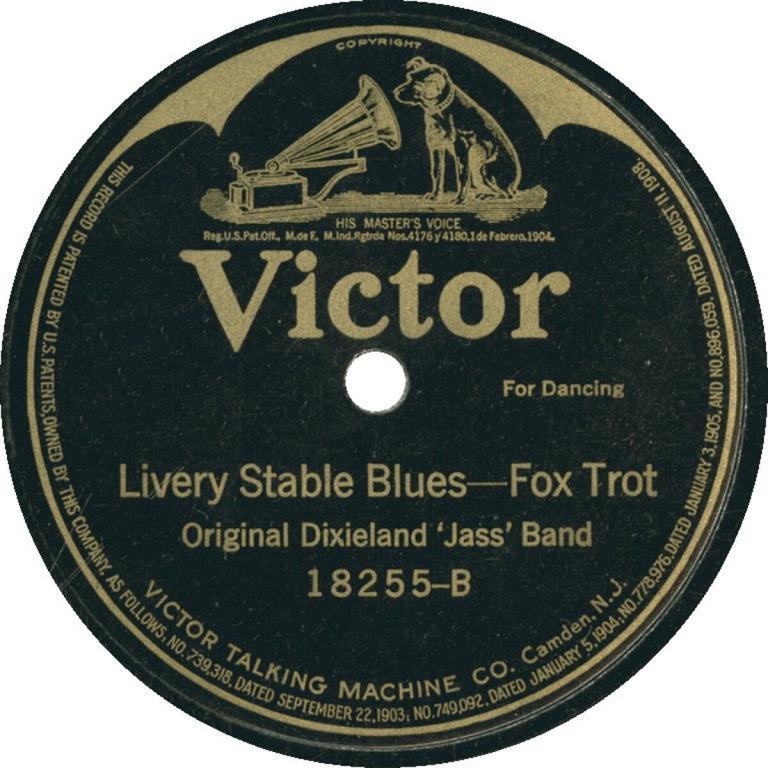 COPYRIGHT
HIS MASTER'S VOICE
Reg.U.S.Pat.Off., M.de F., M.Ind.Rgtrda Nos.4176 y 4180,1 de Febrero,1904.
Victor
For Dancing
Livery Stable Blues—Fox Trot
Original Dixieland ‘Jass’ Band
18255-B
VICTOR TALKING MACHINE CO. Camden, N.J.
THIS RECORD IS PATENTED BY U.S.PATENTS, OWNED BY THIS COMPANY, AS FOLLOWS; NO.739,318, DATED SEPTEMBER 22,1903; NO.749,092, DATED JANUARY 5,1904; NO.778,976, DATED JANUARY 3,1905, AND NO.896,059, DATED AUGUST 11,1908.